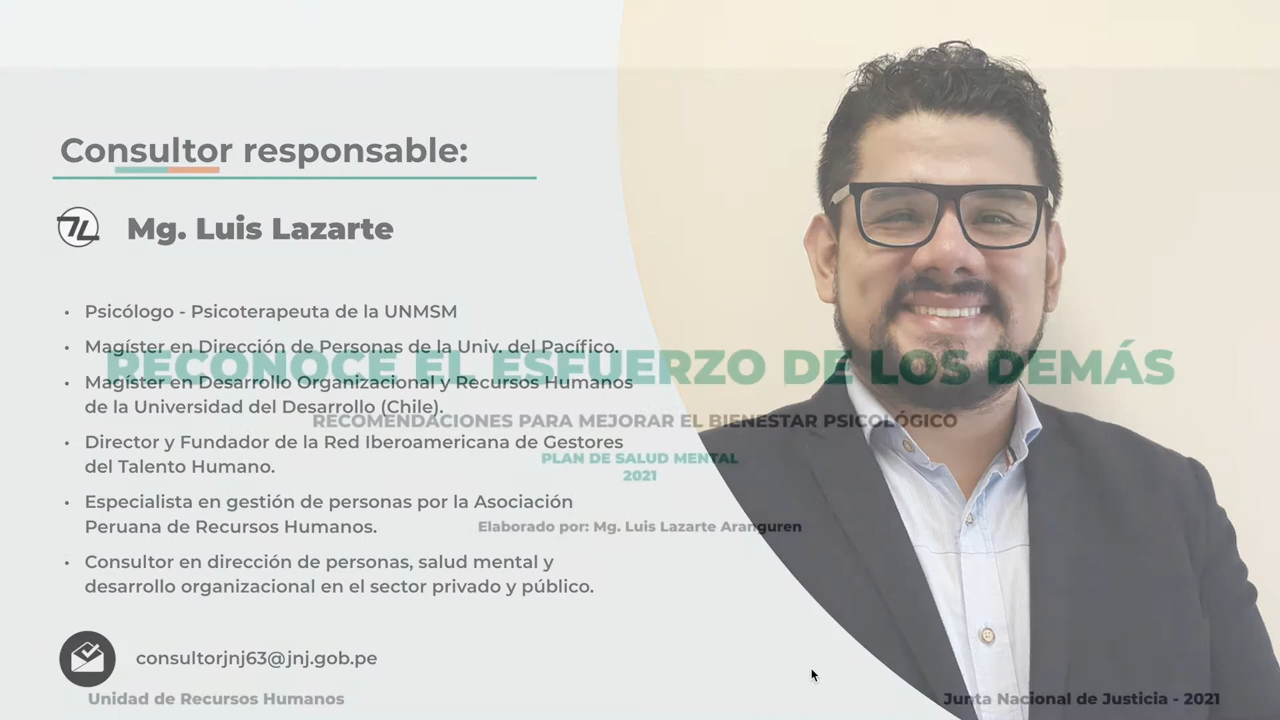 Consultor responsable:
7L
Mg. Luis Lazarte
• Psicólogo - Psicoterapeuta de la UNMSM
• Magíster en Dirección de Personas de la Univ. del Pacífico.
RECONOCE EL ESFUERZO DE LOS DEMÁS
• Magíster en Desarrollo Organizacional y Recursos Humanos
de la Universidad del Desarrollo (Chile).
RECOMENDACIONES PARA MEJORAR EL BIENESTAR PSICOLÓGICO
• Director y Fundador de la Red Iberoamericana de Gestores
del Talento Humano.
PLAN DE SALUD MENTAL
2021
• Especialista en gestión de personas por la Asociación
Peruana de Recursos Humanos.
Elaborado por: Mg. Luis Lazarte Aranguren
• Consultor en dirección de personas, salud mental y
desarrollo organizacional en el sector privado y público.
consultorjnj63@jnj.gob.pe
Unidad de Recursos Humanos
Junta Nacional de Justicia - 2021